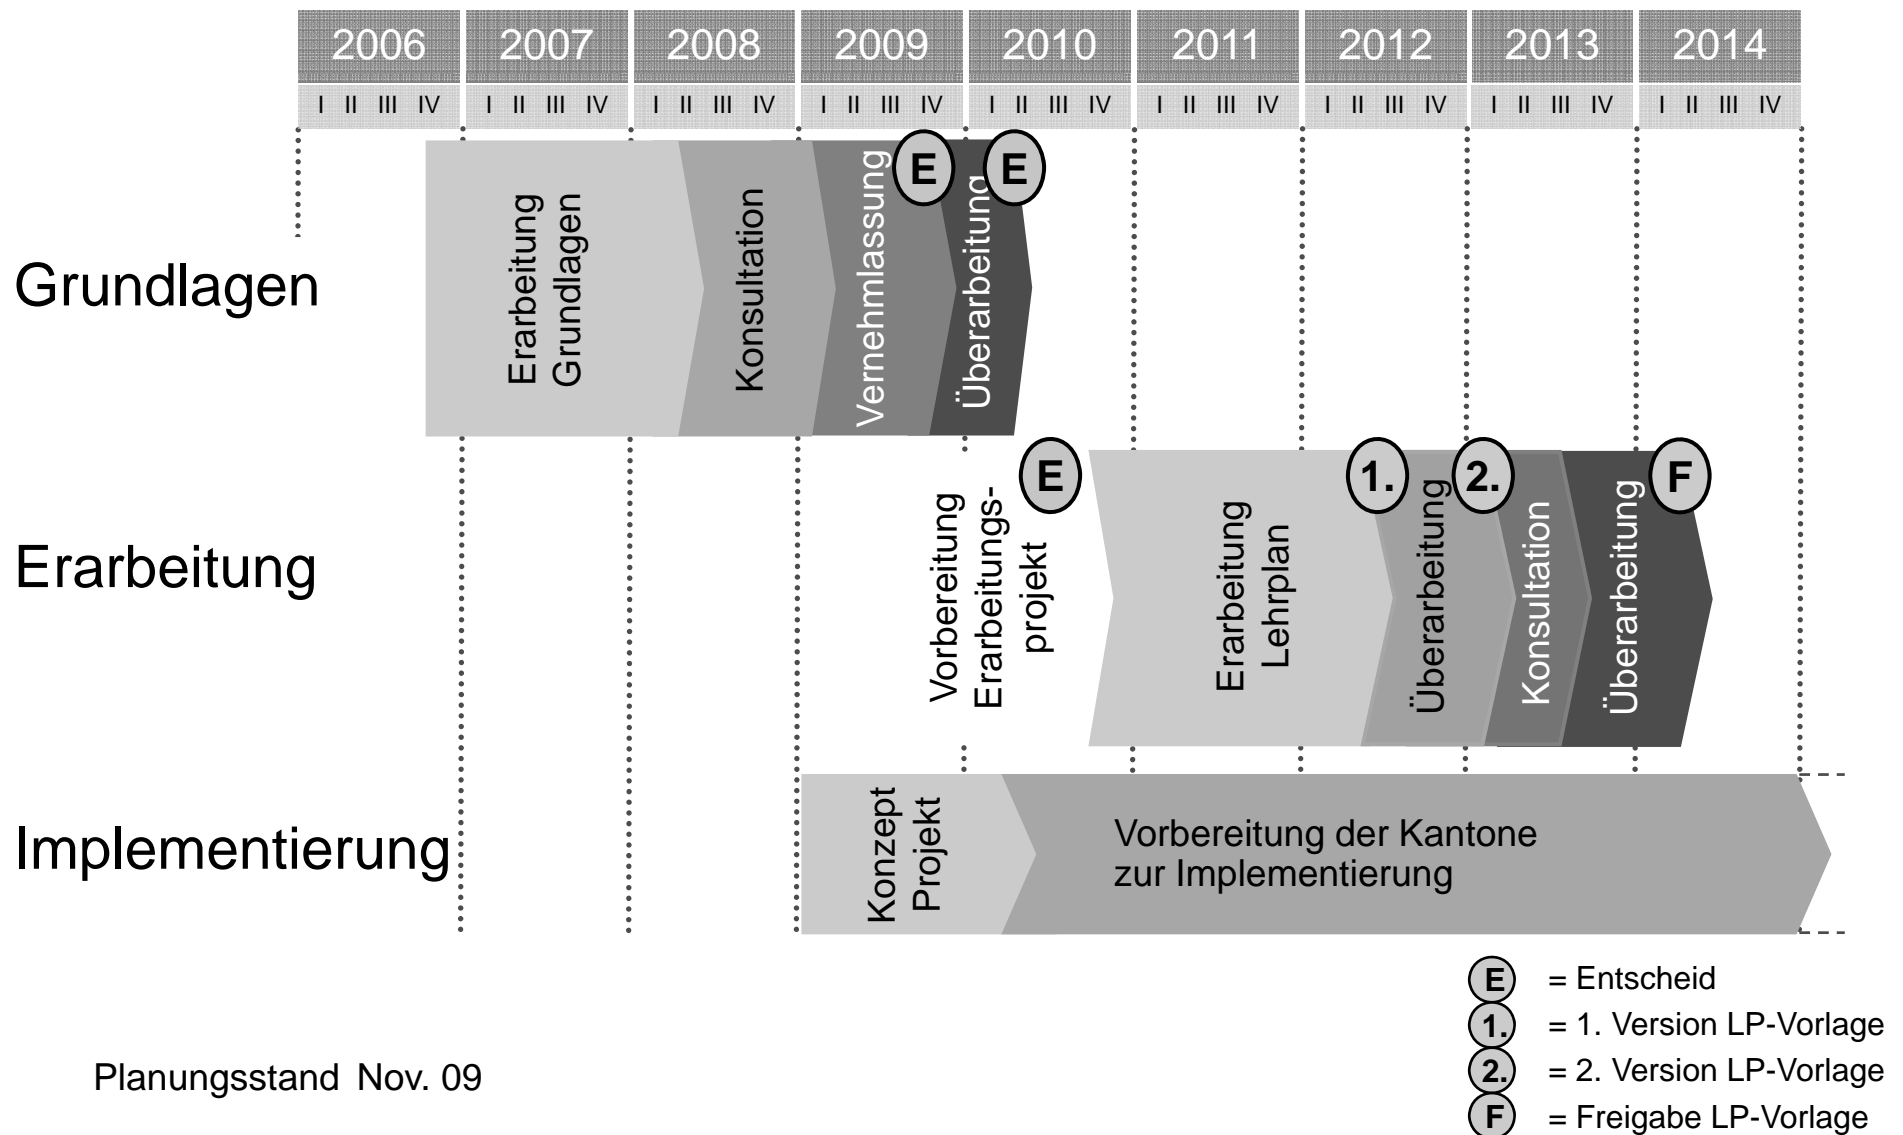 2006 2007 2008 2009 2010 2011 2012 2013 2014
I II III IV I II III IV I II III IV I II III IV I II III IV I II III IV I II III IV I II III IV I II III IV
Grundlagen
Erarbeitung
Grundlagen
Konsultation
Vernehmlassung
E
Überarbeitung
E
Erarbeitung
Vorbereitung
Erarbeitungs-
projekt
E
Erarbeitung
Lehrplan
1.
Überarbeitung
2.
Konsultation
Überarbeitung
F
Implementierung
Konzept
Projekt
Vorbereitung der Kantone
zur Implementierung
E = Entscheid
1. = 1. Version LP-Vorlage
2. = 2. Version LP-Vorlage
F = Freigabe LP-Vorlage
Planungsstand Nov. 09